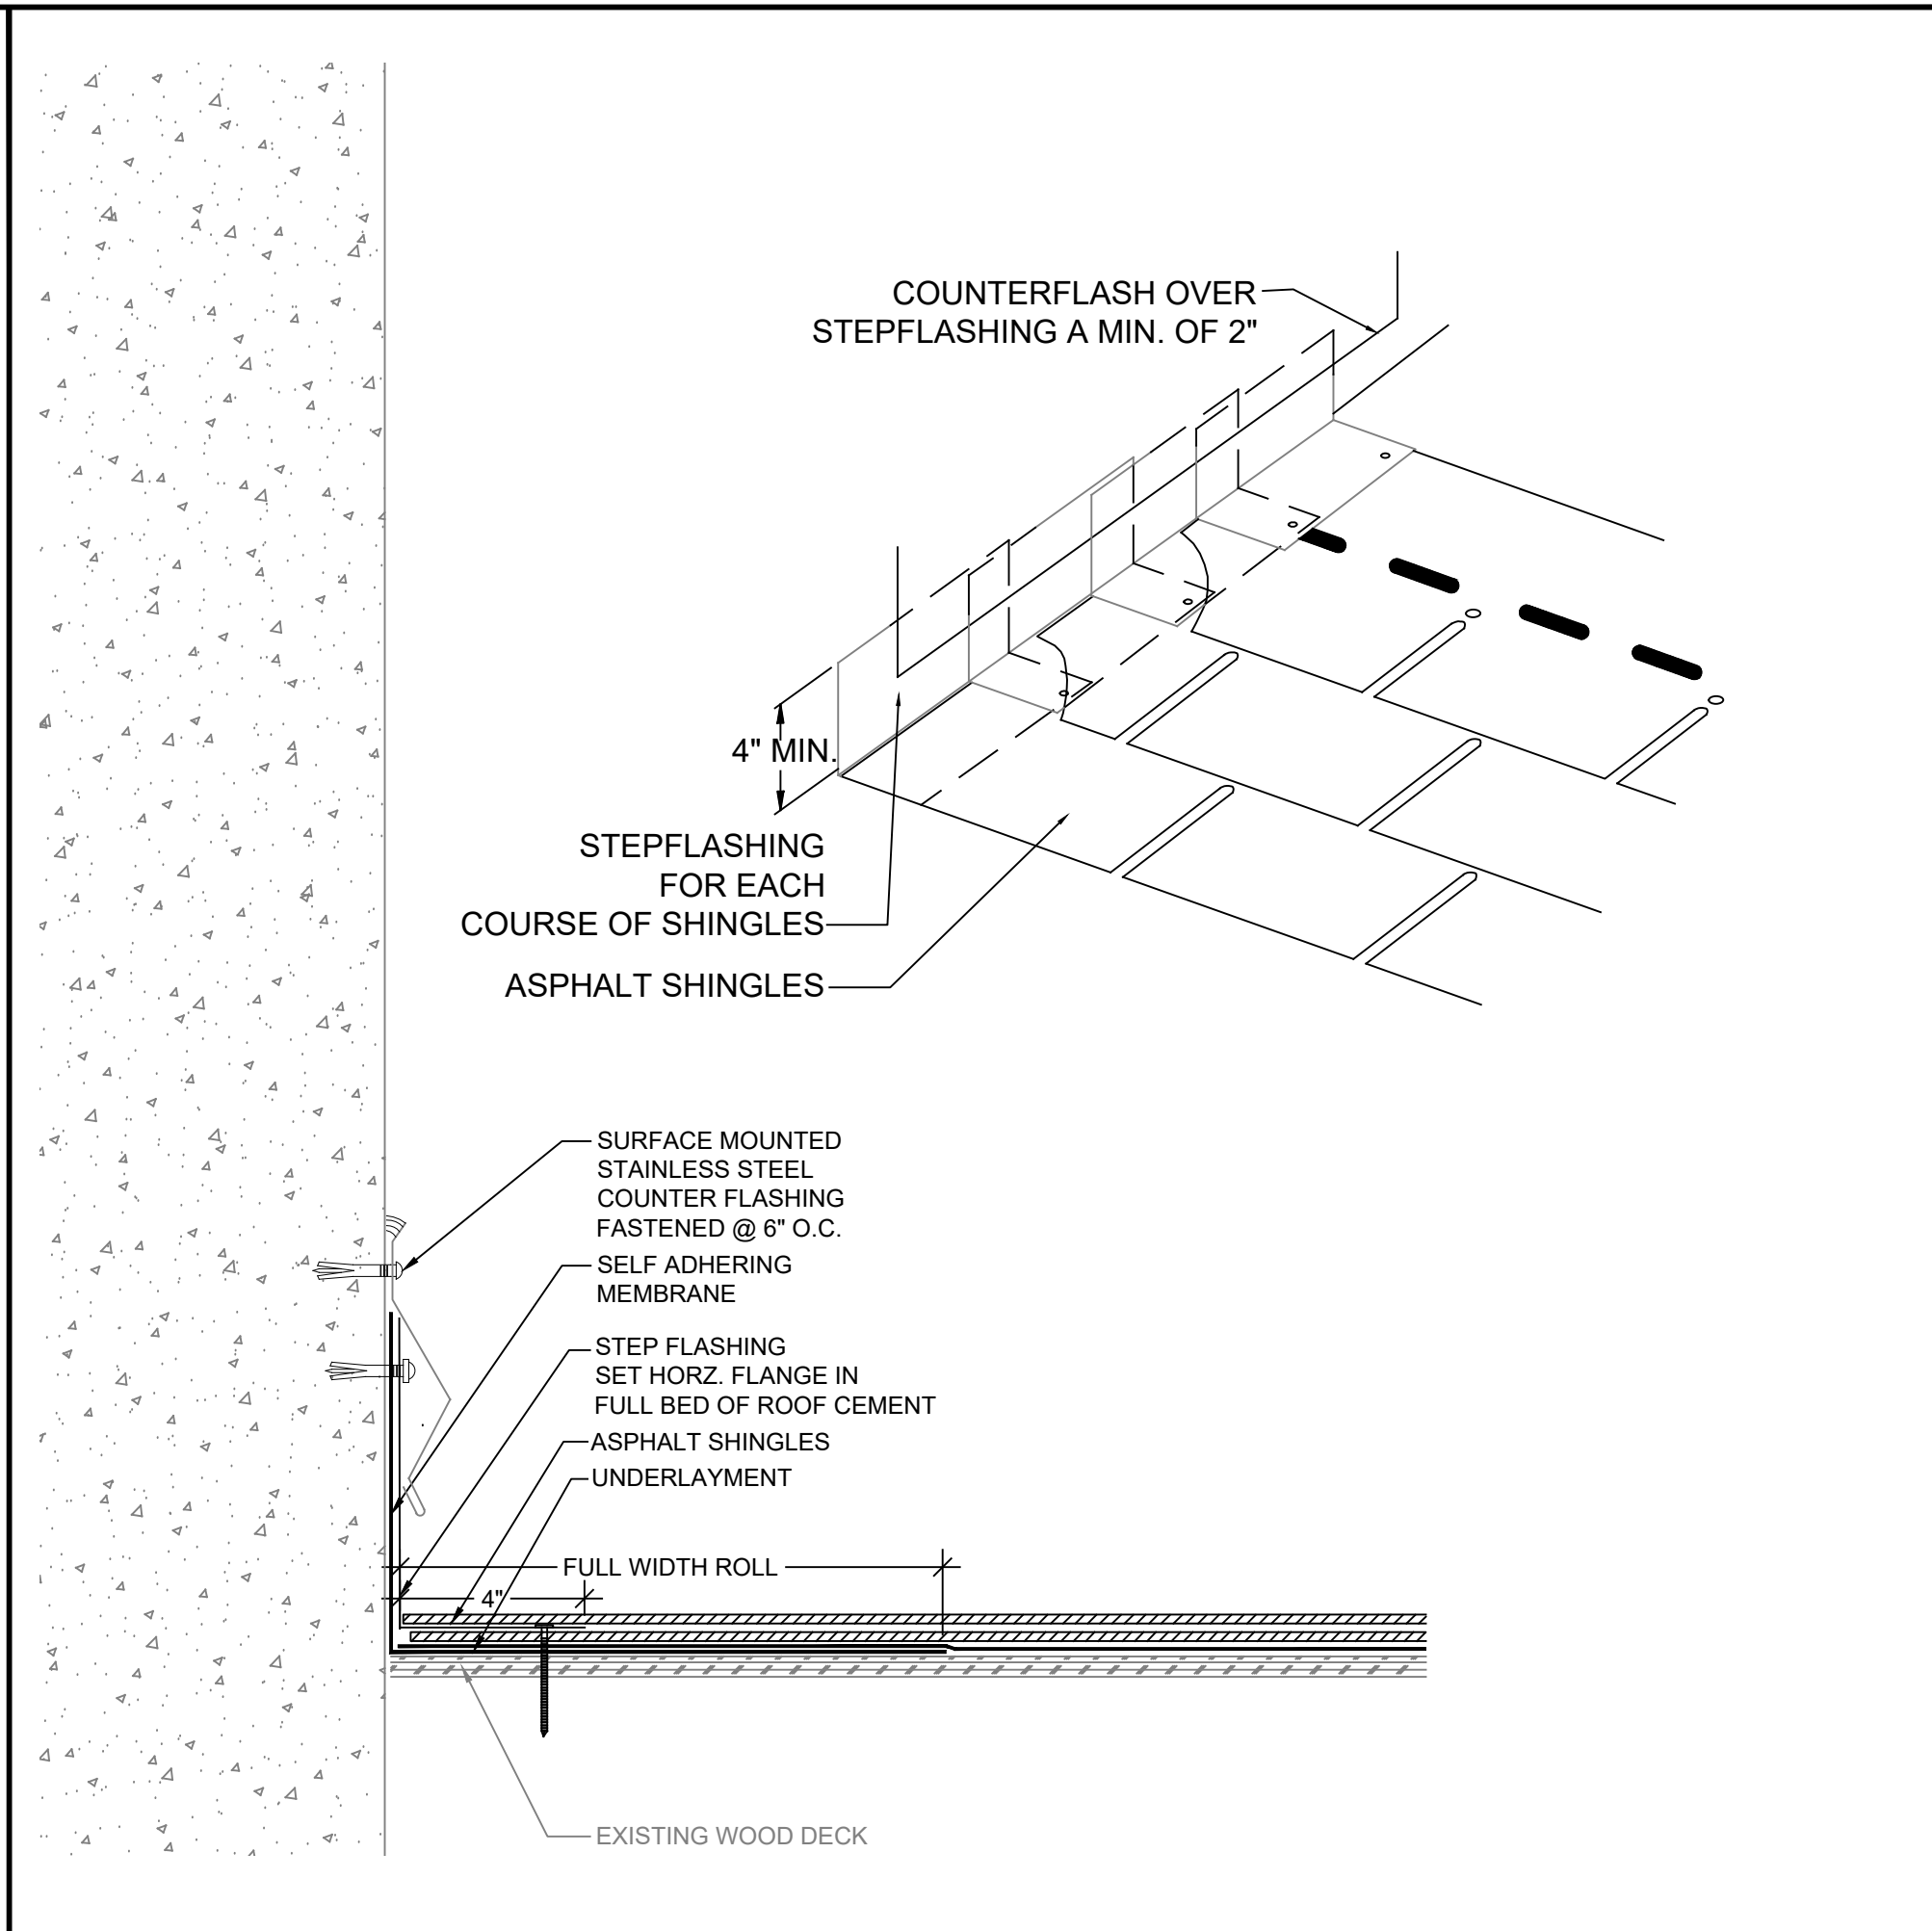 COUNTERFLASH OVER
STEPFLASHING A MIN. OF 2"
4" MIN.
STEPFLASHING
FOR EACH
COURSE OF SHINGLES
ASPHALT SHINGLES
SURFACE MOUNTED
STAINLESS STEEL
COUNTER FLASHING
FASTENED @ 6" O.C.
SELF ADHERING
MEMBRANE
STEP FLASHING
SET HORZ. FLANGE IN
FULL BED OF ROOF CEMENT
ASPHALT SHINGLES
UNDERLAYMENT
FULL WIDTH ROLL
4"
EXISTING WOOD DECK